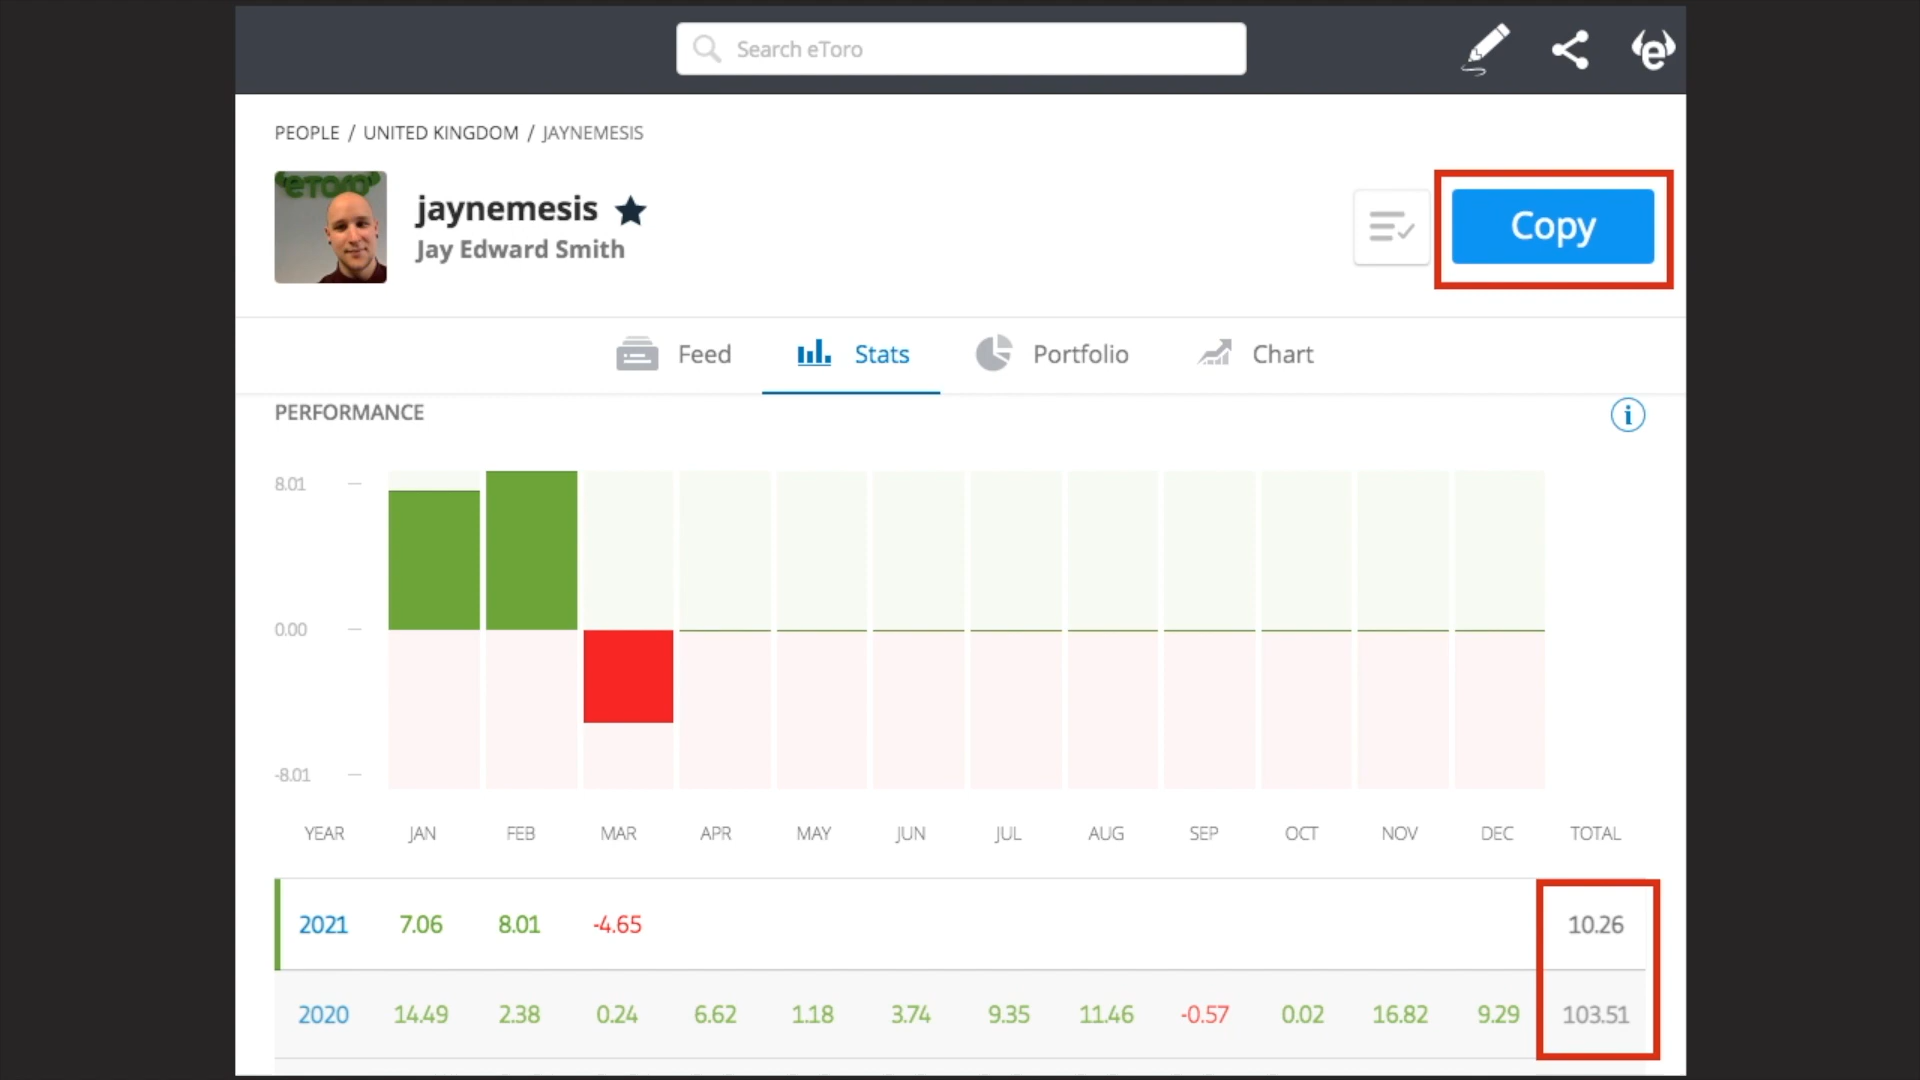 Search eToro
PEOPLE / UNITED KINGDOM / JAYNEMESIS
eToro
jaynemesis
Jay Edward Smith
Copy
Feed Stats Portfolio Chart
PERFORMANCE
8.01
0.00
-8.01
YEAR JAN FEB MAR APR MAY JUN JUL AUG SEP OCT NOV DEC TOTAL
2021 7.06 8.01 -4.65 10.26
2020 14.49 2.38 0.24 6.62 1.18 3.74 9.35 11.46 -0.57 0.02 16.82 9.29 103.51